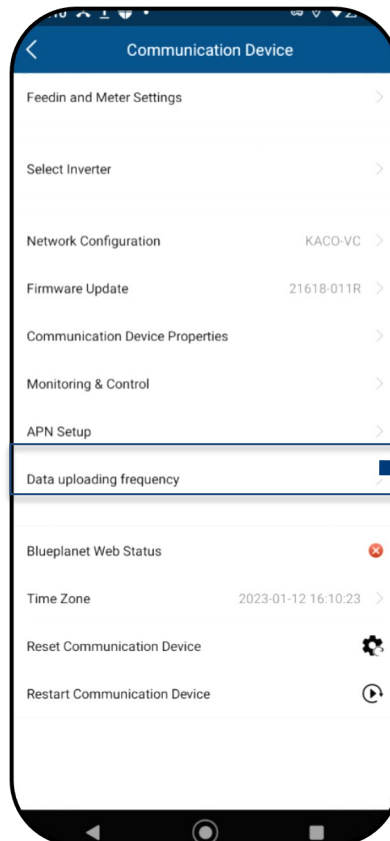 Communication Device
Feedin and Meter Settings
Select Inverter
Network Configuration KACO-VC
Firmware Update 21618-011R
Communication Device Properties
Monitoring & Control
APN Setup
Data uploading frequency
Blueplanet Web Status
Time Zone 2023-01-12 16:10:23
Reset Communication Device
Restart Communication Device